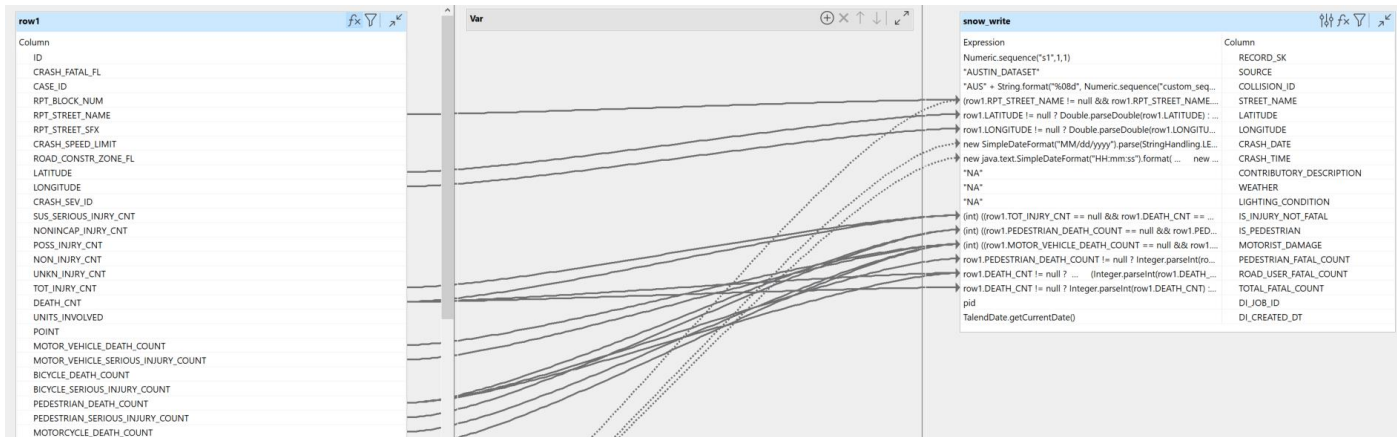 row1
Column
ID
CRASH_FATAL_FL
CASE_ID
RPT_BLOCK_NUM
RPT_STREET_NAME
RPT_STREET_SFX
CRASH_SPEED_LIMIT
ROAD_CONSTR_ZONE_FL
LATITUDE
LONGITUDE
CRASH_SEV_ID
SUS_SERIOUS_INJRY_CNT
NONINCAP_INJRY_CNT
POSS_INJRY_CNT
NON_INJRY_CNT
UNKN_INJRY_CNT
TOT_INJRY_CNT
DEATH_CNT
UNITS_INVOLVED
POINT
MOTOR_VEHICLE_DEATH_COUNT
MOTOR_VEHICLE_SERIOUS_INJURY_COUNT
BICYCLE_DEATH_COUNT
BICYCLE_SERIOUS_INJURY_COUNT
PEDESTRIAN_DEATH_COUNT
PEDESTRIAN_SERIOUS_INJURY_COUNT
MOTORCYCLE_DEATH_COUNT
Var
snow_write
Expression Column
Numeric.sequence("s1",1,1) RECORD_SK
"AUSTIN_DATASET" SOURCE
"AUS" + String.format("%08d", Numeric.sequence("custom_seq... COLLISION_ID
(row1.RPT_STREET_NAME != null && row1.RPT_STREET_NAME.... STREET_NAME
row1.LATITUDE != null ? Double.parseDouble(row1.LATITUDE) : ... LATITUDE
row1.LONGITUDE != null ? Double.parseDouble(row1.LONGITU... LONGITUDE
new SimpleDateFormat("MM/dd/yyyy").parse(StringHandling.LE... CRASH_DATE
new java.text.SimpleDateFormat("HH:mm:ss").format( ... new ... CRASH_TIME
"NA" CONTRIBUTORY_DESCRIPTION
"NA" WEATHER
"NA" LIGHTING_CONDITION
(int) ((row1.TOT_INJRY_CNT == null && row1.DEATH_CNT == ... IS_INJURY_NOT_FATAL
(int) ((row1.PEDESTRIAN_DEATH_COUNT == null && row1.PED... IS_PEDESTRIAN
(int) ((row1.MOTOR_VEHICLE_DEATH_COUNT == null && row1.... MOTORIST_DAMAGE
row1.PEDESTRIAN_DEATH_COUNT != null ? Integer.parseInt(ro... PEDESTRIAN_FATAL_COUNT
row1.DEATH_CNT != null ? ... (Integer.parseInt(row1.DEATH_... ROAD_USER_FATAL_COUNT
row1.DEATH_CNT != null ? Integer.parseInt(row1.DEATH_CNT) :... TOTAL_FATAL_COUNT
pid DI_JOB_ID
TalendDate.getCurrentDate() DI_CREATED_DT